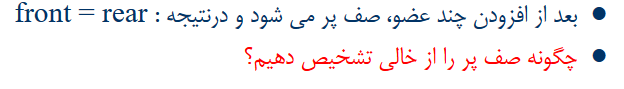 • بعد از افزودن چند عضو، صف پر می شود و درنتیجه : front = rear
• چگونه صف پر را از خالی تشخیص دهیم؟